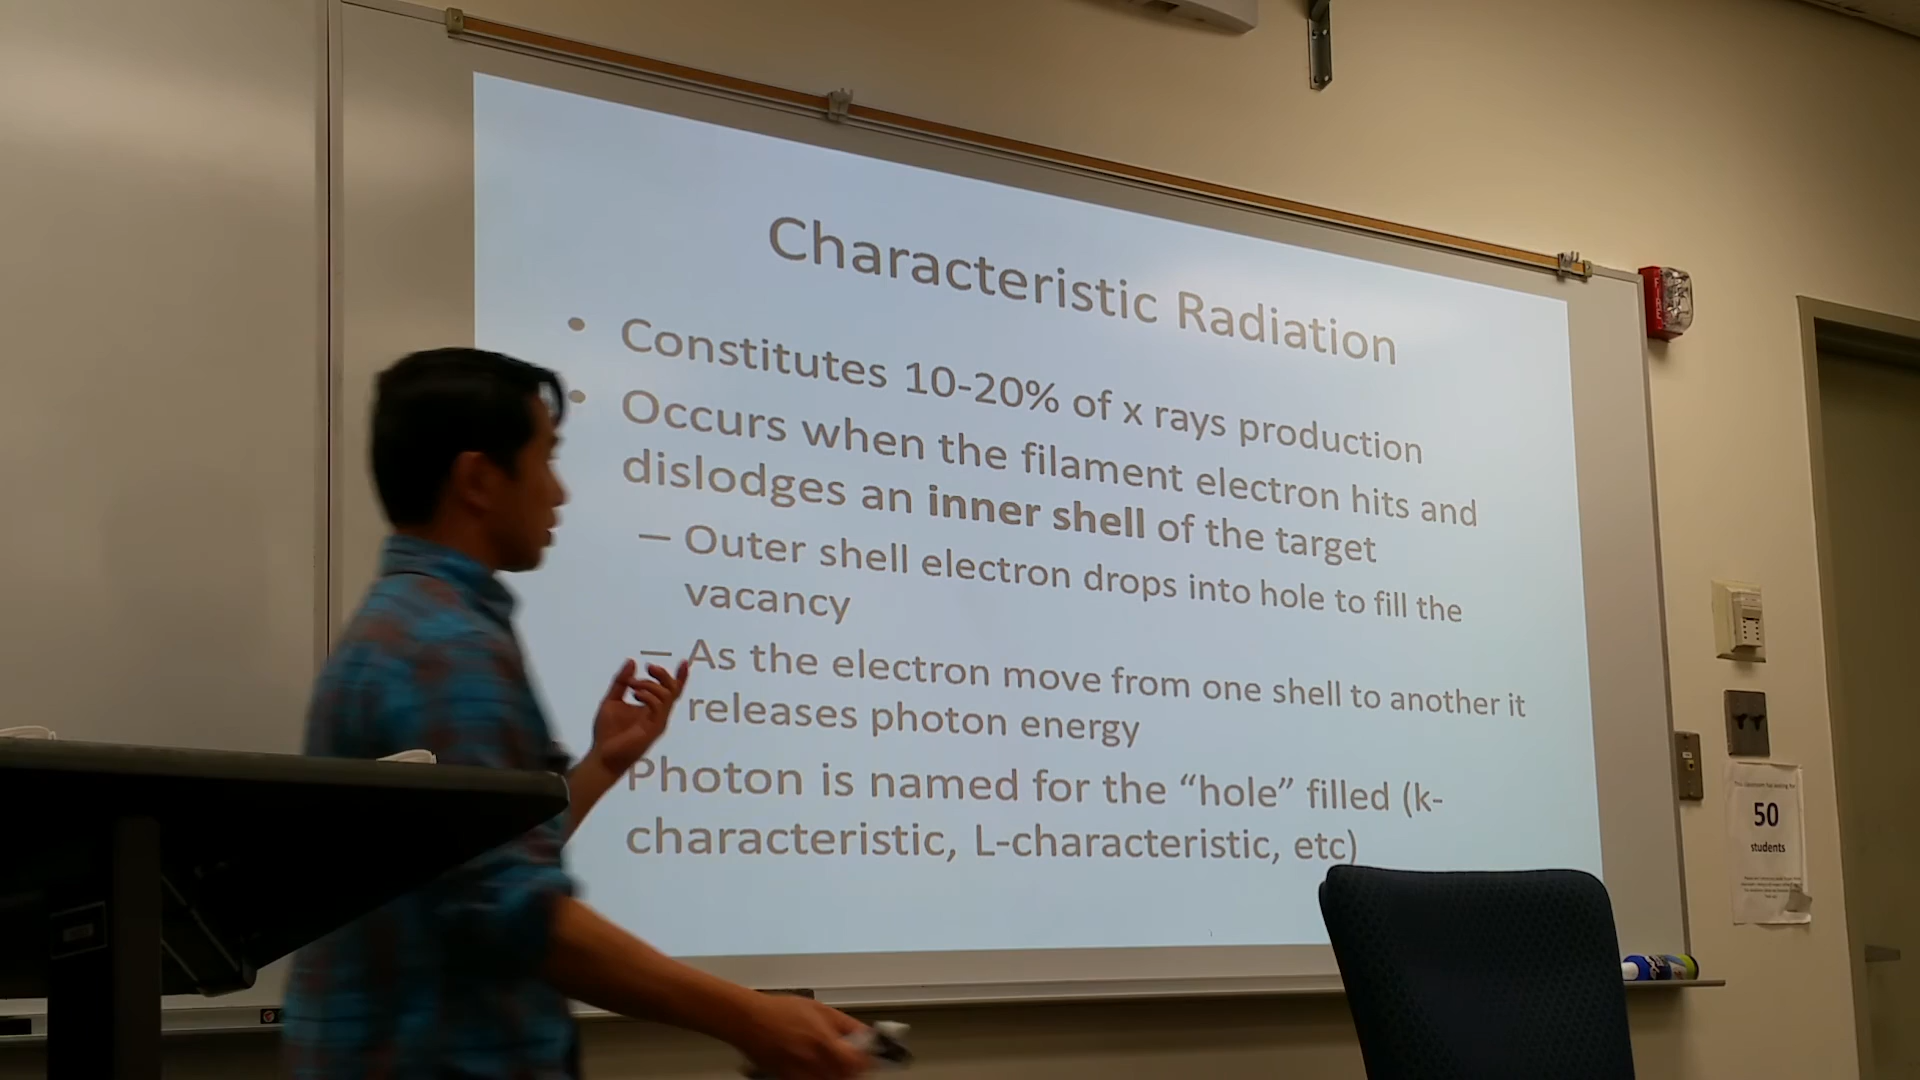 Characteristic Radiation
• Constitutes 10-20% of x rays production
• Occurs when the filament electron hits and
dislodges an inner shell of the target
– Outer shell electron drops into hole to fill the
vacancy
– As the electron move from one shell to another it
releases photon energy
Photon is named for the “hole” filled (k-
characteristic, L-characteristic, etc)
FIRE
50
students